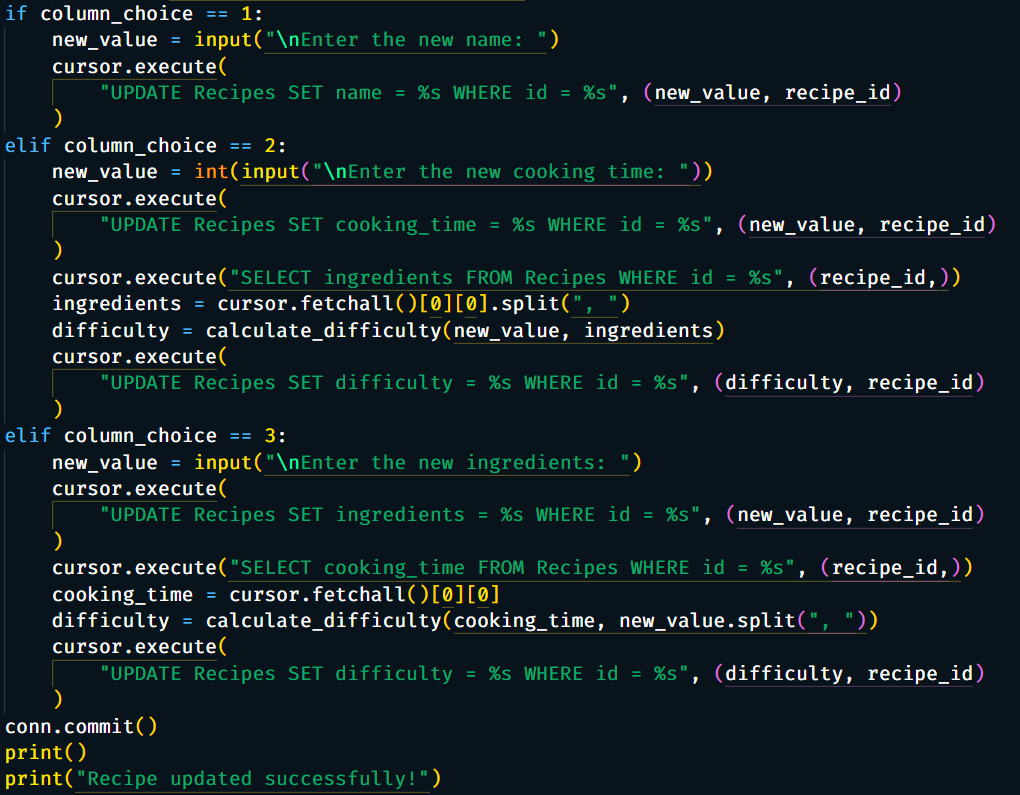 if column_choice == 1:
    new_value = input("\nEnter the new name: ")
    cursor.execute(
        "UPDATE Recipes SET name = %s WHERE id = %s", (new_value, recipe_id)
    )
elif column_choice == 2:
    new_value = int(input("\nEnter the new cooking time: "))
    cursor.execute(
        "UPDATE Recipes SET cooking_time = %s WHERE id = %s", (new_value, recipe_id)
    )
    cursor.execute("SELECT ingredients FROM Recipes WHERE id = %s", (recipe_id,))
    ingredients = cursor.fetchall()[0][0].split(", ")
    difficulty = calculate_difficulty(new_value, ingredients)
    cursor.execute(
        "UPDATE Recipes SET difficulty = %s WHERE id = %s", (difficulty, recipe_id)
    )
elif column_choice == 3:
    new_value = input("\nEnter the new ingredients: ")
    cursor.execute(
        "UPDATE Recipes SET ingredients = %s WHERE id = %s", (new_value, recipe_id)
    )
    cursor.execute("SELECT cooking_time FROM Recipes WHERE id = %s", (recipe_id,))
    cooking_time = cursor.fetchall()[0][0]
    difficulty = calculate_difficulty(cooking_time, new_value.split(", "))
    cursor.execute(
        "UPDATE Recipes SET difficulty = %s WHERE id = %s", (difficulty, recipe_id)
    )
conn.commit()
print()
print("Recipe updated successfully!")